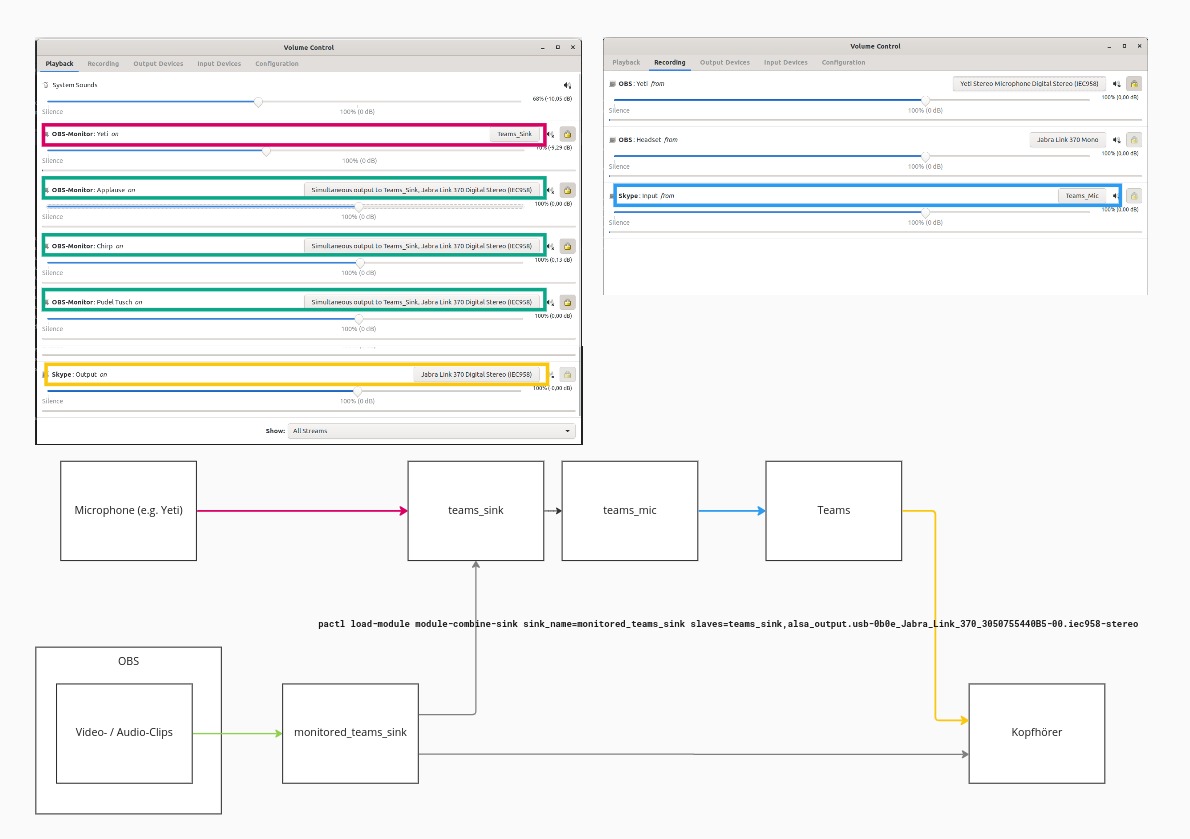 Volume Control
Playback Recording Output Devices Input Devices Configuration
System Sounds
68% (-10,05 dB)
Silence 100% (0 dB)
OBS-Monitor: Yeti on Teams_Sink
70% (-9,29 dB)
Silence 100% (0 dB)
OBS-Monitor: Applause on Simultaneous output to Teams_Sink, Jabra Link 370 Digital Stereo (IEC958)
100% (0,00 dB)
Silence 100% (0 dB)
OBS-Monitor: Chirp on Simultaneous output to Teams_Sink, Jabra Link 370 Digital Stereo (IEC958)
100% (0,13 dB)
Silence 100% (0 dB)
OBS-Monitor: Pudel Tusch on Simultaneous output to Teams_Sink, Jabra Link 370 Digital Stereo (IEC958)
100% (0,00 dB)
Silence 100% (0 dB)
Skype: Output on Jabra Link 370 Digital Stereo (IEC958)
100% (-0,00 dB)
Silence 100% (0 dB)
Show: All Streams
Volume Control
Playback Recording Output Devices Input Devices Configuration
OBS: Yeti from Yeti Stereo Microphone Digital Stereo (IEC958)
100% (0,00 dB)
Silence 100% (0 dB)
OBS: Headset from Jabra Link 370 Mono
100% (0,00 dB)
Silence 100% (0 dB)
Skype: Input from Teams_Mic
100% (0,00 dB)
Silence 100% (0 dB)
Microphone (e.g. Yeti)
teams_sink
teams_mic
Teams
pactl load-module module-combine-sink sink_name=monitored_teams_sink slaves=teams_sink,alsa_output.usb-0b0e_Jabra_Link_370_3050755440B5-00.iec958-stereo
OBS
Video- / Audio-Clips
monitored_teams_sink
Kopfhörer